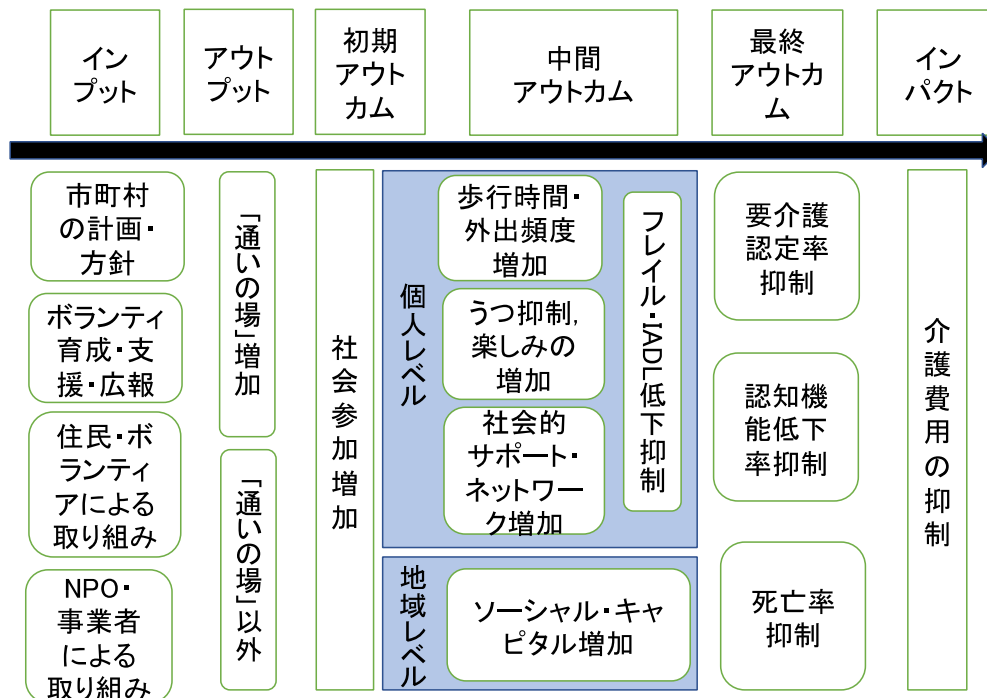 イン
プット
アウト
プット
初期
アウト
カム
中間
アウトカム
最終
アウトカ
ム
イン
パクト
市町村
の計画・
方針
ボランティ
育成・支
援・広報
住民・ボ
ランティ
アによる
取り組み
NPO・
事業者
による
取り組み
「通いの場」増加
「通いの場」以外
社会参加増加
個人レベル
歩行時間・
外出頻度
増加
うつ抑制,
楽しみの
増加
社会的
サポート・
ネットワー
ク増加
フレイル・IADL低下抑制
地域レベル
ソーシャル・キャ
ピタル増加
要介護
認定率
抑制
認知機
能低下
率抑制
死亡率
抑制
介護費用の抑制